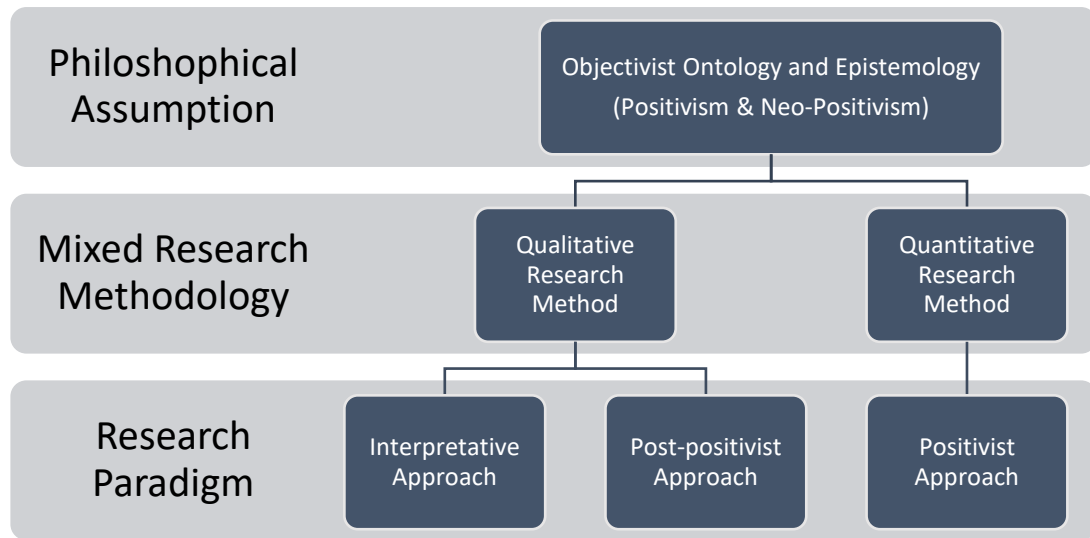 Philoshophical
Assumption
Objectivist Ontology and Epistemology
(Positivism & Neo-Positivism)
Mixed Research
Methodology
Qualitative
Research
Method
Quantitative
Research
Method
Research
Paradigm
Interpretative
Approach
Post-positivist
Approach
Positivist
Approach